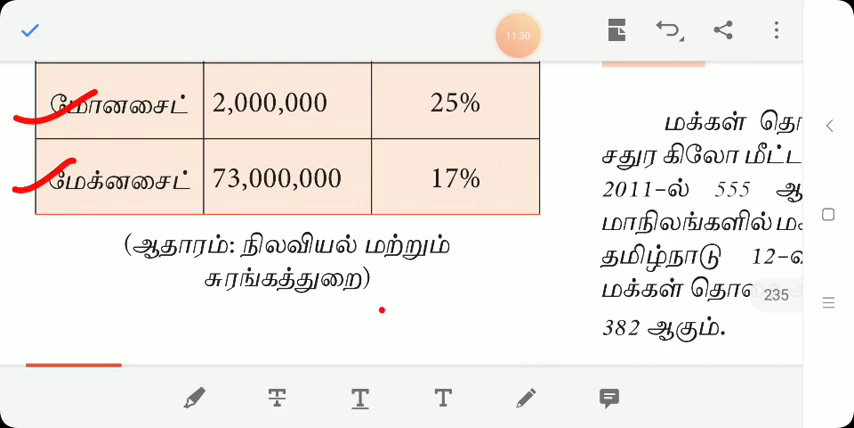 11:30
மோனசைட் 2,000,000 25%
மேக்னசைட் 73,000,000 17%
(ஆதாரம்: நிலவியல் மற்றும்
சுரங்கத்துறை)
மக்கள்
சதுர கிலோ
2011-ல் 555
மாநிலங்களில்
தமிழ்நாடு
மக்கள்
382 ஆகும்.
235